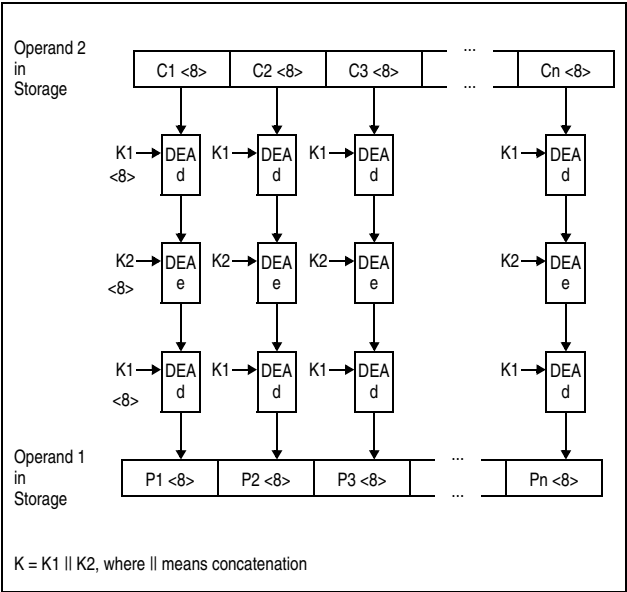 Operand 2
in
Storage
C1 <8> C2 <8> C3 <8> ... ... Cn <8>
K1 DEA K1 DEA K1 DEA K1 DEA
<8> d d d d
K2 DEA K2 DEA K2 DEA K2 DEA
<8> e e e e
K1 DEA K1 DEA K1 DEA K1 DEA
<8> d d d d
Operand 1
in
Storage
P1 <8> P2 <8> P3 <8> ... ... Pn <8>
K = K1 || K2, where || means concatenation